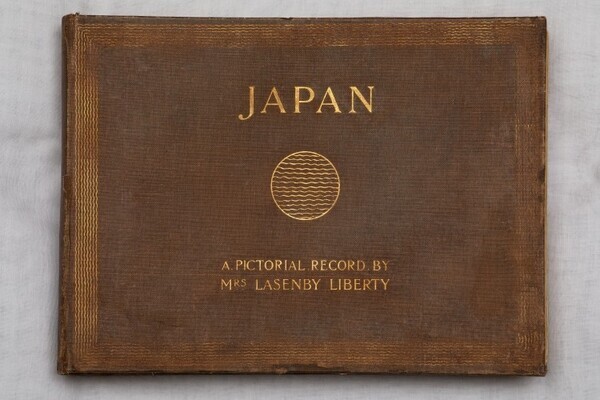 JAPAN
A PICTORIAL RECORD BY
MRS LASENBY LIBERTY